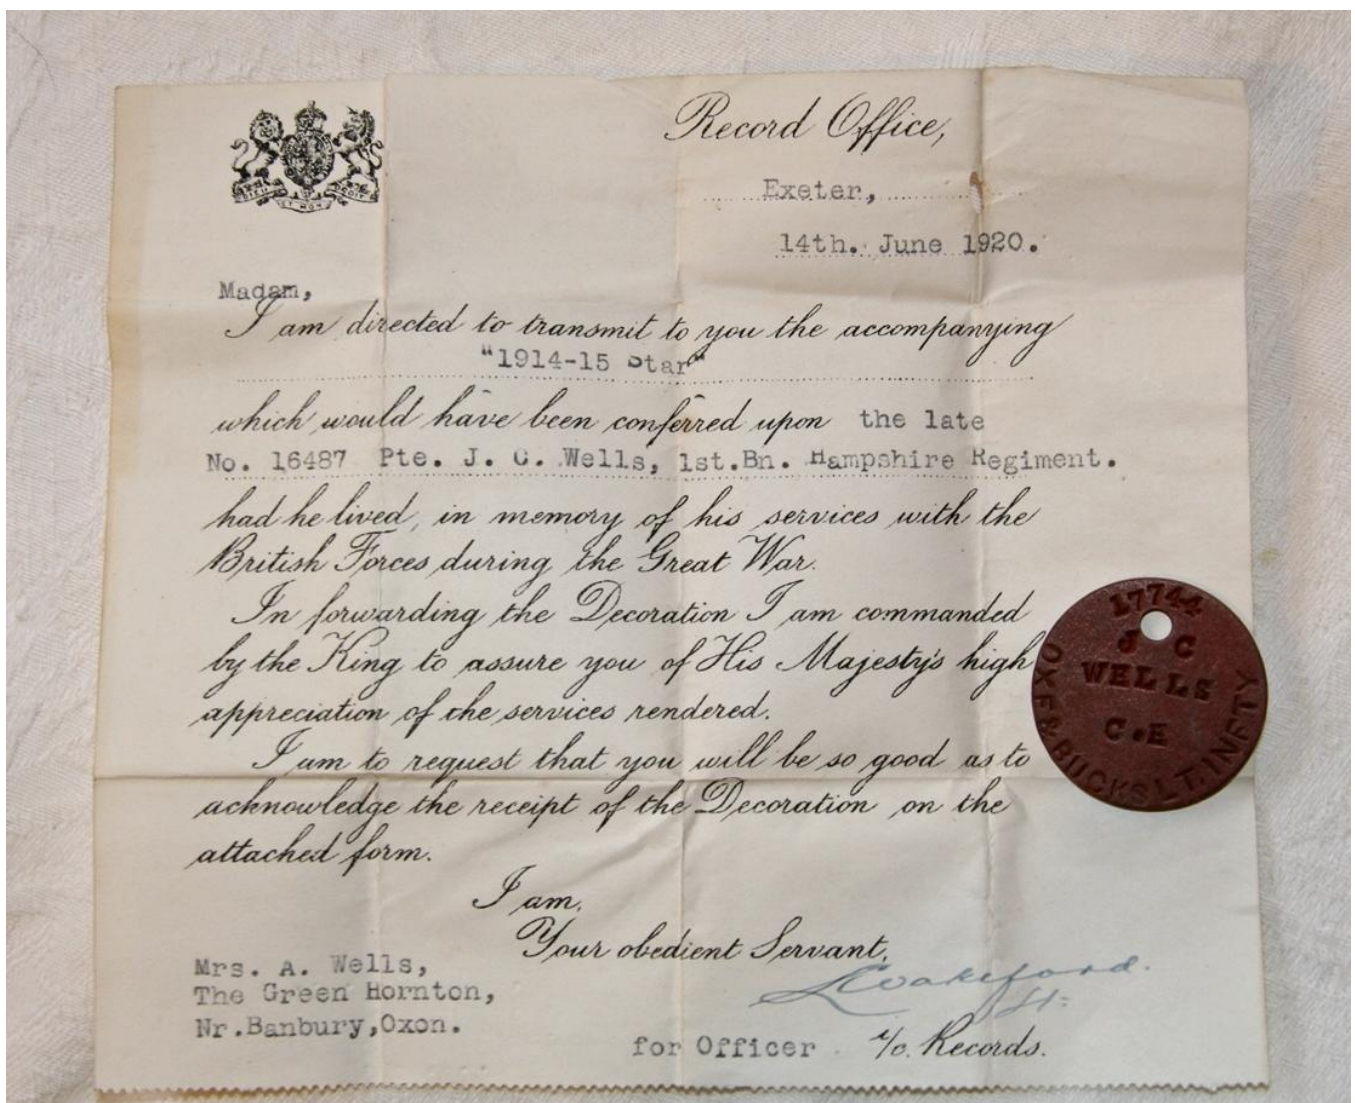 DIEU ET MON DROIT
Record Office,
Exeter,
14th. June 1920.
Madam,
I am directed to transmit to you the accompanying
"1914-15 Star"
which would have been conferred upon the late
No. 16487 Pte. J. C. Wells, 1st.Bn. Hampshire Regiment.
had he lived, in memory of his services with the
British Forces during the Great War.
In forwarding the Decoration I am commanded
by the King to assure you of His Majesty's high
appreciation of the services rendered.
I am to request that you will be so good as to
acknowledge the receipt of the Decoration on the
attached form.
I am,
Your obedient Servant,
Mrs. A. Wells,
The Green Hornton,
Nr.Banbury,Oxon.
Lt:
for Officer i/c. Records.
17744
J C
WELLS
C.E
OXF & BUCKS LT. INFTY